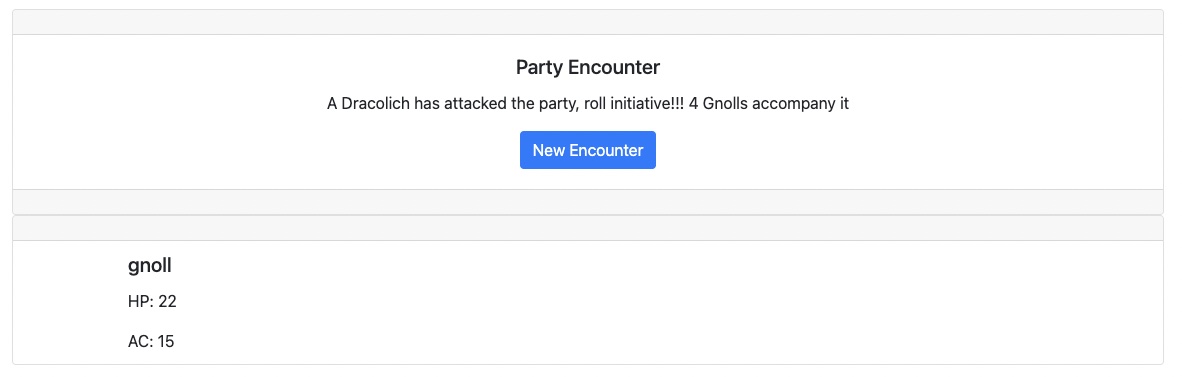 Party Encounter
A Dracolich has attacked the party, roll initiative!!! 4 Gnolls accompany it
New Encounter
gnoll
HP: 22
AC: 15